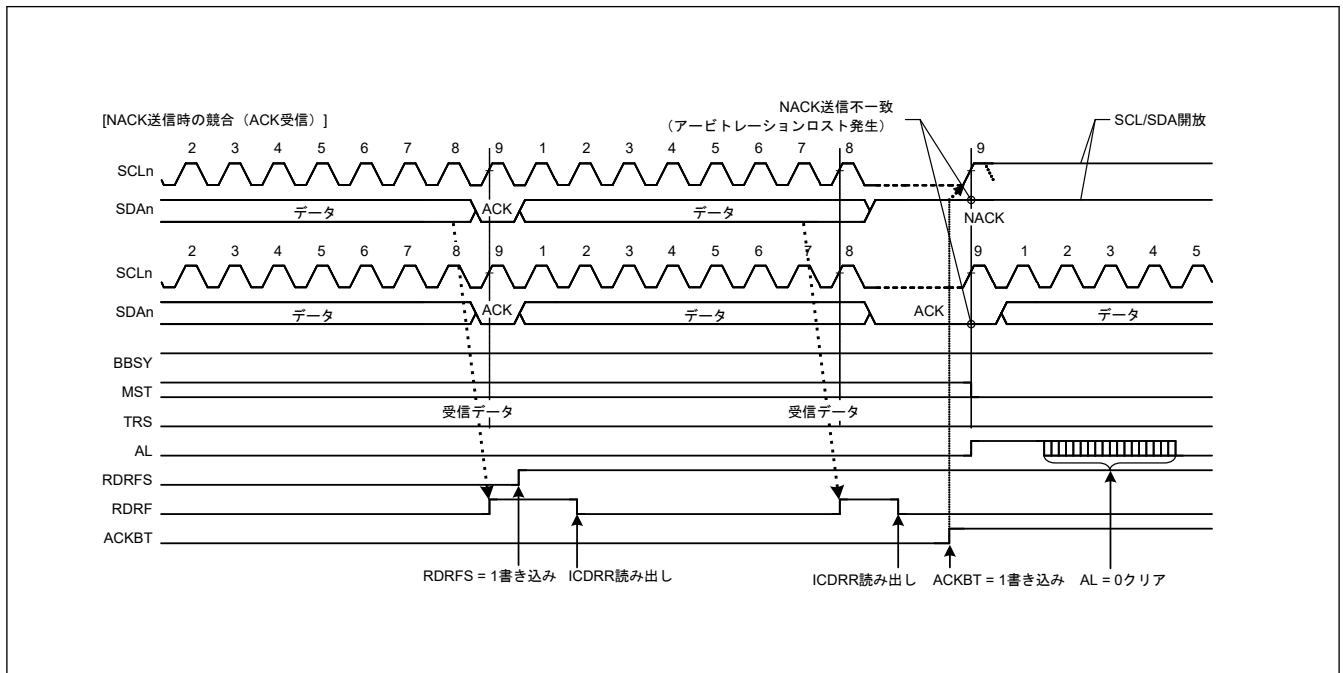 NACK送信不一致
[NACK送信時の競合（ACK受信）]
（アービトレーションロスト発生）
SCL/SDA開放
2 3 4 5 6 7 8 9 1 2 3 4 5 6 7 8 9
SCLn
SDAn データ ACK データ NACK
2 3 4 5 6 7 8 9 1 2 3 4 5 6 7 8 9 1 2 3 4 5
SCLn
SDAn データ ACK データ ACK データ
BBSY
MST
受信データ 受信データ
TRS
AL
RDRFS
RDRF
ACKBT
RDRFS = 1書き込み ICDRR読み出し ICDRR読み出し ACKBT = 1書き込み AL = 0クリア